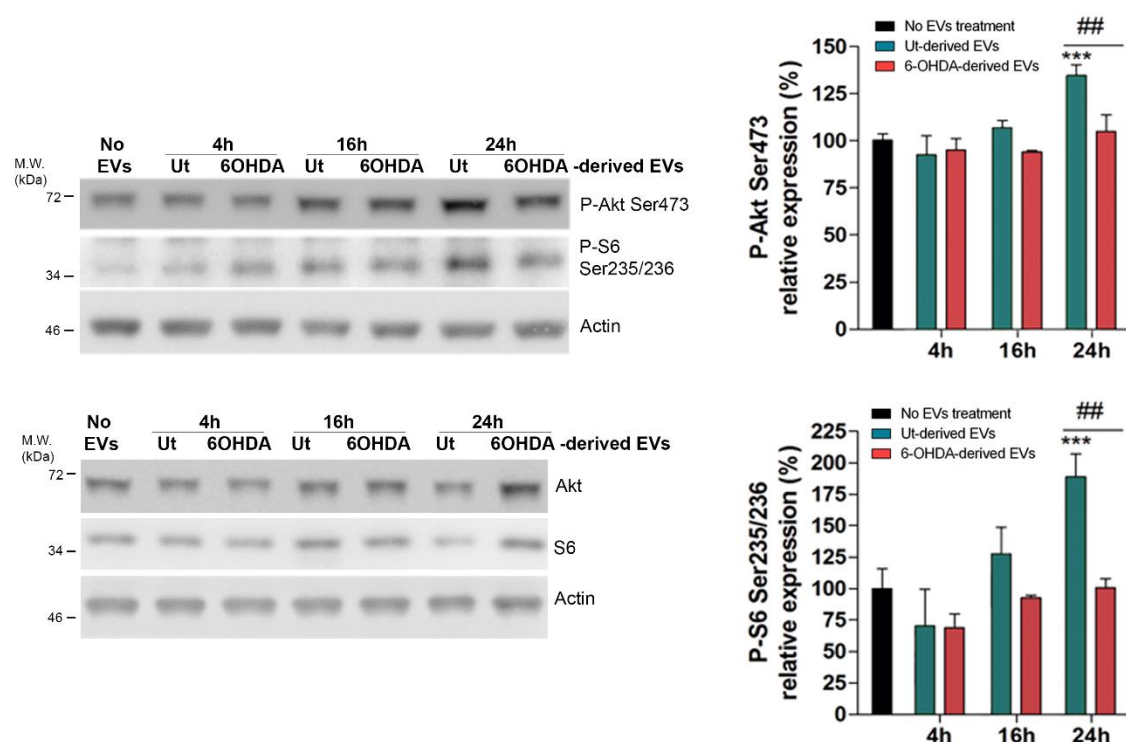 No
EVs
4h
16h
24h
M.W.
(kDa)
Ut 6OHDA Ut 6OHDA Ut 6OHDA -derived EVs
72
P-Akt Ser473
P-S6
Ser235/236
34
46
Actin
No
EVs
4h
16h
24h
M.W.
(kDa)
Ut 6OHDA Ut 6OHDA Ut 6OHDA -derived EVs
72
Akt
34
S6
Actin
46
No EVs treatment
Ut-derived EVs
6-OHDA-derived EVs
##
***
P-Akt Ser473
relative expression (%)
150
125
100
75
50
25
0
4h 16h 24h
No EVs treatment
Ut-derived EVs
6-OHDA-derived EVs
##
***
P-S6 Ser235/236
relative expression (%)
225
200
175
150
125
100
75
50
25
0
4h 16h 24h